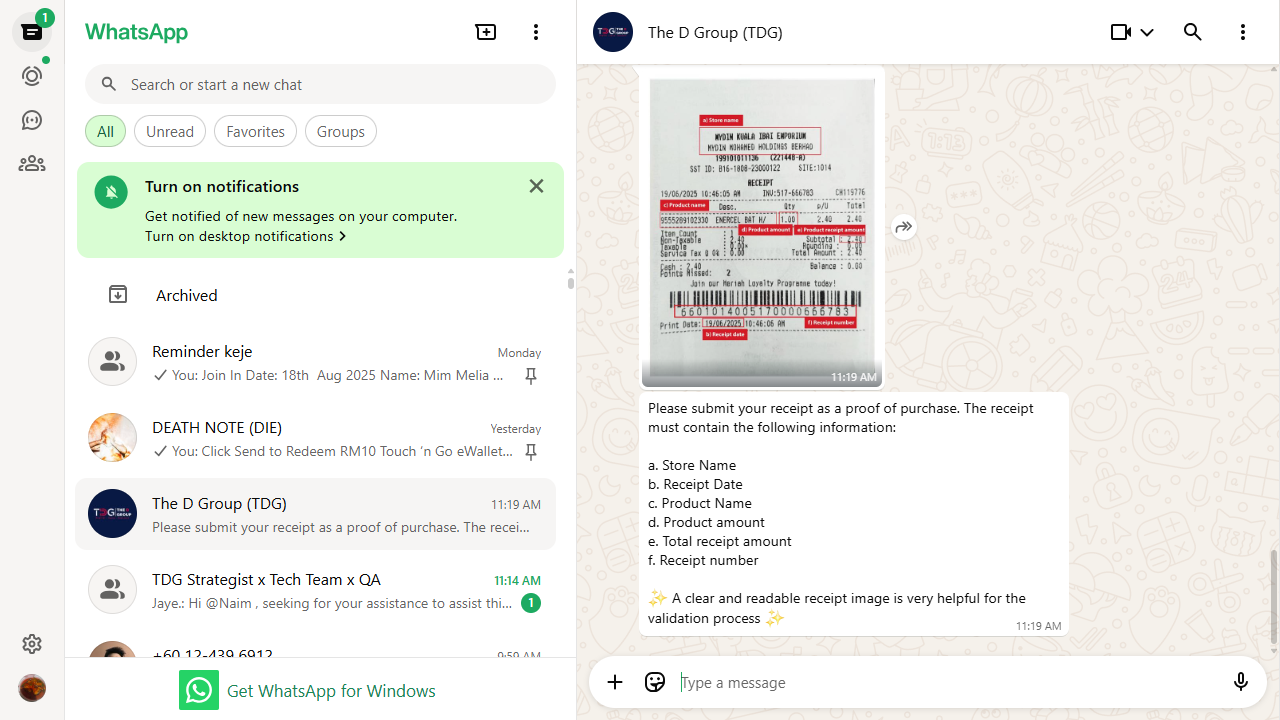 1
WhatsApp
Search or start a new chat
All
Unread
Favorites
Groups
Turn on notifications
Get notified of new messages on your computer.
Turn on desktop notifications
Archived
Reminder keje
Monday
You: Join In Date: 18th Aug 2025 Name: Mim Melia ...
DEATH NOTE (DIE)
Yesterday
You: Click Send to Redeem RM10 Touch 'n Go eWallet...
The D Group (TDG)
11:19 AM
Please submit your receipt as a proof of purchase. The recei...
TDG Strategist x Tech Team x QA
11:14 AM
Jaye.: Hi @Naim , seeking for your assistance to assist thi...
1
+60 12-439 6912
9:59 AM
Get WhatsApp for Windows
The D Group (TDG)
a) Store name
MYDIN KUALA IBAI EMPORIUM
MYDIN MOHAMED HOLDINGS BERHAD
199101011136 (221448-A)
SST ID: B16-1808-23000122 SITE:1014
RECEIPT
19/06/2025 10:46:05 AM INV:517-666783 CH119776
c) Product name
Desc. Qty P/U Total
9555289102330 ENERCEL BAT H/ 1.00 2.40 2.40
d) Product amount
e) Product receipt amount
Item Count
Non-Taxable : 2.40
Subtotal : 2.40
Taxable : 0.00*
Rounding : 0.00
Service Tax @ 0% : 0.00
Total Amount : 2.40
Cash : 2.40
Balance : 0.00
Points Missed: 2
Join our Meriah Loyalty Programme today!
660101400517000066 6783
Print Date: 19/06/2025 10:46:06 AM
f) Receipt number
b) Receipt date
11:19 AM
Please submit your receipt as a proof of purchase. The receipt
must contain the following information:
a. Store Name
b. Receipt Date
c. Product Name
d. Product amount
e. Total receipt amount
f. Receipt number
✨ A clear and readable receipt image is very helpful for the
validation process ✨
11:19 AM
Type a message